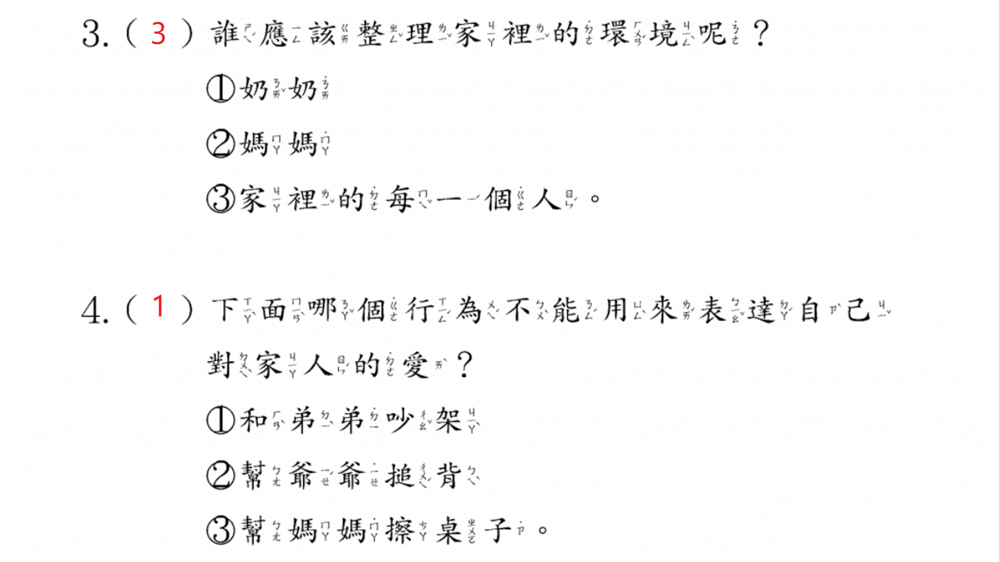 3.( 3 )誰應該整理家裡的環境呢？
①奶奶
②媽媽
③家裡的每一個人。
4.( 1 )下面哪個行為不能用來表達自己
對家人的愛？
①和弟弟吵架
②幫爺爺搥背
③幫媽媽擦桌子。